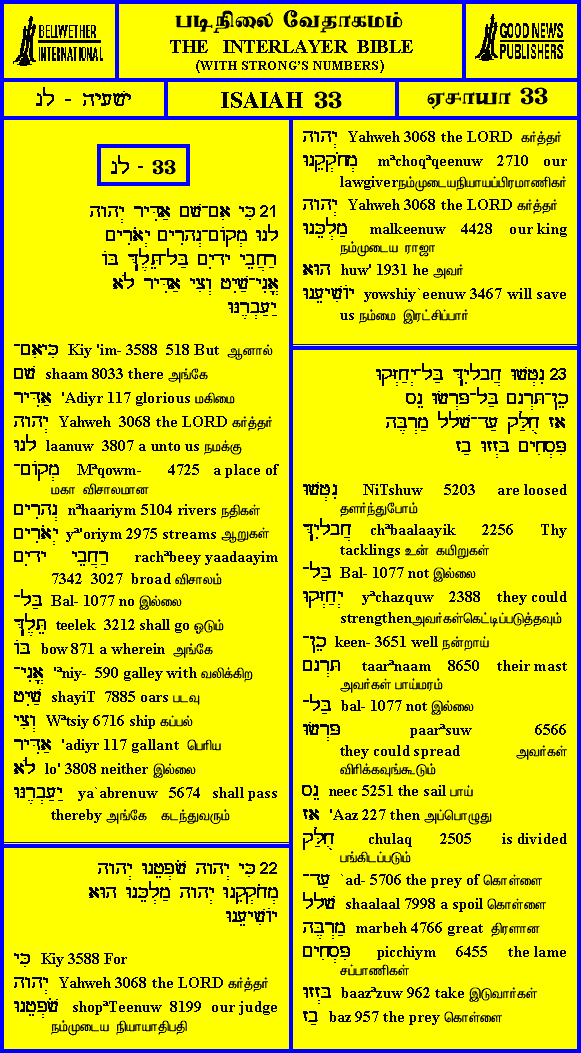 BELLWETHER
INTERNATIONAL
படிநிலை வேதாகமம்
THE INTERLAYER BIBLE
(WITH STRONG'S NUMBERS)
GOOD NEWS
PUBLISHERS
ישעיה - לג
ISAIAH 33
ஏசாயா 33
לג - 33
21 כִּי אִם־שָׁם אַדִּיר יְהוָה
לָנוּ מְקוֹם־נְהָרִים יְאֹרִים
רַחֲבֵי יָדָיִם בַּל־תֵּלֶךְ בּוֹ
אֳנִי־שַׁיִט וְצִי אַדִּיר לֹא
יַעַבְרֶנּוּ
כִּיאִם־ Kiy 'im- 3588 518 But ஆனால்
שָׁם shaam 8033 there அங்கே
אַדִּיר 'Adiyr 117 glorious மகிமை
יְהוָה Yahweh 3068 the LORD கர்த்தர்
לָנוּ laanuw 3807 a unto us நமக்கு
מְקוֹם־ Mªqowm- 4725 a place of
மகா விசாலமான
נְהָרִים nªhaariym 5104 rivers நதிகள்
יְאֹרִים yª'oriym 2975 streams ஆறுகள்
רַחֲבֵי יָדָיִם rachªbeey yaadaayim
7342 3027 broad விசாலம்
בַּל־ Bal- 1077 no இல்லை
תֵּלֶךְ teelek 3212 shall go ஓடும்
בּוֹ bow 871 a wherein அங்கே
אֳנִי־ 'ªniy- 590 galley with வலிக்கிற
שַׁיִט shayiT 7885 oars படவு
וְצִי Wªtsiy 6716 ship கப்பல்
אַדִּיר 'adiyr 117 gallant பெரிய
לֹא lo' 3808 neither இல்லை
יַעַבְרֶנּוּ ya`abrenuw 5674 shall pass
thereby அங்கே கடந்துவரும்
22 כִּי יְהוָה שֹׁפְטֵנוּ יְהוָה
מְחֹקְקֵנוּ יְהוָה מַלְכֵּנוּ הוּא
יוֹשִׁיעֵנוּ
כִּי Kiy 3588 For
יְהוָה Yahweh 3068 the LORD கர்த்தர்
שֹׁפְטֵנוּ shopªTeenuw 8199 our judge
நம்முடைய நியாயாதிபதி
יְהוָה Yahweh 3068 the LORD கர்த்தர்
מְחֹקְקֵנוּ mªchoqªqeenuw 2710 our
lawgiverநம்முடையநியாயப்பிரமாணிகர்
יְהוָה Yahweh 3068 the LORD கர்த்தர்
מַלְכֵּנוּ malkeenuw 4428 our king
நம்முடைய ராஜா
הוּא huw' 1931 he அவர்
יוֹשִׁיעֵנוּ yowshiy`eenuw 3467 will save
us நம்மை இரட்சிப்பார்
23 נִטְּשׁוּ חֲבָלָיִךְ בַּל־יְחַזְּקוּ
כֵן־תָּרְנָם בַּל־פָּרְשׂוּ נֵס
אָז חֻלַּק עַד־שָׁלָל מַרְבֶּה
פִּסְחִים בָּזְזוּ בַז
נִטְּשׁוּ NiTshuw 5203 are loosed
தளர்ந்துபோம்
חֲבָלָיִךְ chªbaalaayik 2256 Thy
tacklings உன் கயிறுகள்
בַּל־ Bal- 1077 not இல்லை
יְחַזְּקוּ yªchazquw 2388 they could
strengthenஅவர்கள்கெட்டிப்படுத்தவும்
כֵן־ keen- 3651 well நன்றாய்
תָּרְנָם taarªnaam 8650 their mast
அவர்கள் பாய்மரம்
בַּל־ bal- 1077 not இல்லை
פָּרְשׂוּ paarªsuw 6566
they could spread அவர்கள்
விரிக்கவுங்கூடும்
נֵס neec 5251 the sail பாய்
אָז 'Aaz 227 then அப்பொழுது
חֻלַּק chulaq 2505 is divided
பங்கிடப்படும்
עַד־ `ad- 5706 the prey of கொள்ளை
שָׁלָל shaalaal 7998 a spoil கொள்ளை
מַרְבֶּה marbeh 4766 great திரளான
פִּסְחִים picchiym 6455 the lame
சப்பாணிகள்
בָּזְזוּ baazªzuw 962 take இடுவார்கள்
בַז baz 957 the prey கொள்ளை